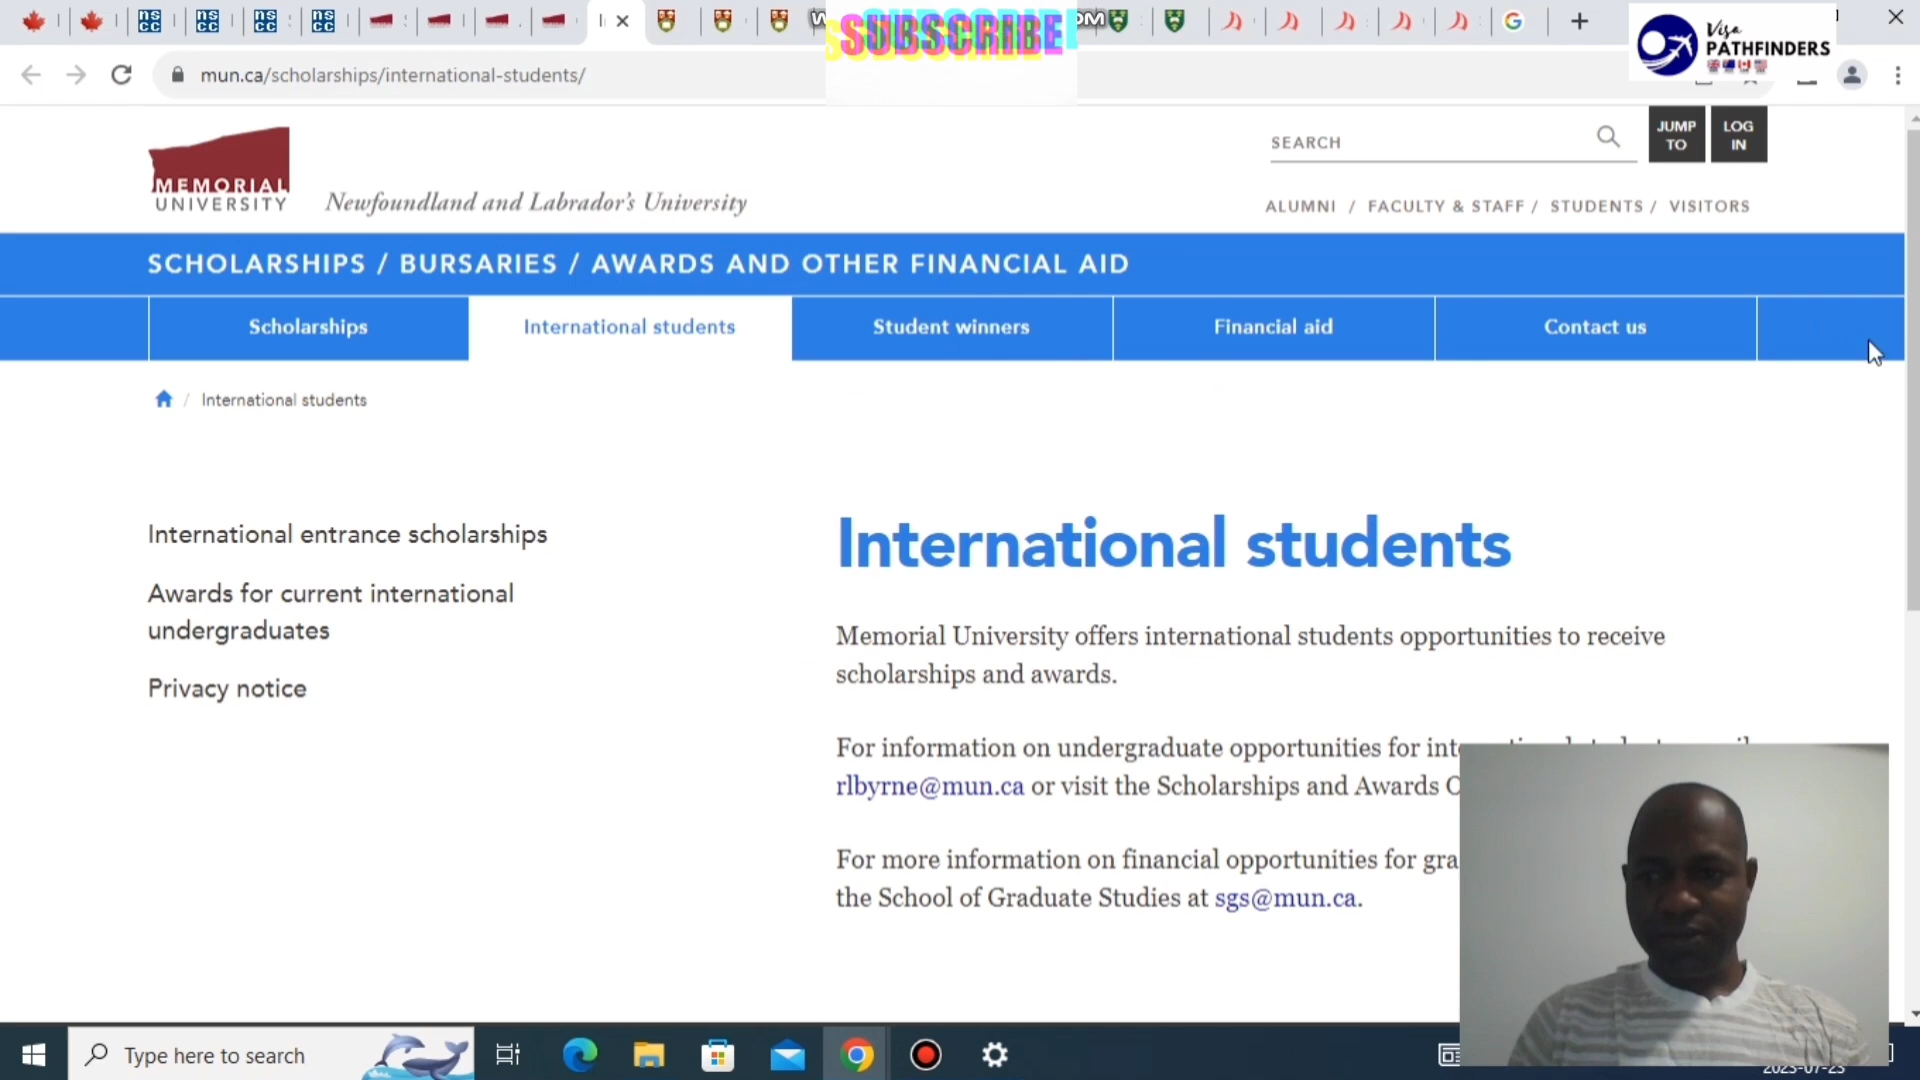 SUBSCRIBE
Visa
PATHFINDERS
mun.ca/scholarships/international-students/
MEMORIAL
UNIVERSITY
Newfoundland and Labrador's University
SEARCH
JUMP
TO
LOG
IN
ALUMNI / FACULTY & STAFF / STUDENTS / VISITORS
SCHOLARSHIPS / BURSARIES / AWARDS AND OTHER FINANCIAL AID
Scholarships
International students
Student winners
Financial aid
Contact us
/ International students
International entrance scholarships
Awards for current international
undergraduates
Privacy notice
International students
Memorial University offers international students opportunities to receive
scholarships and awards.
For information on undergraduate opportunities for
rlbyrne@mun.ca or visit the Scholarships and Awards
For more information on financial opportunities for
the School of Graduate Studies at sgs@mun.ca.
Type here to search
2023-07-23